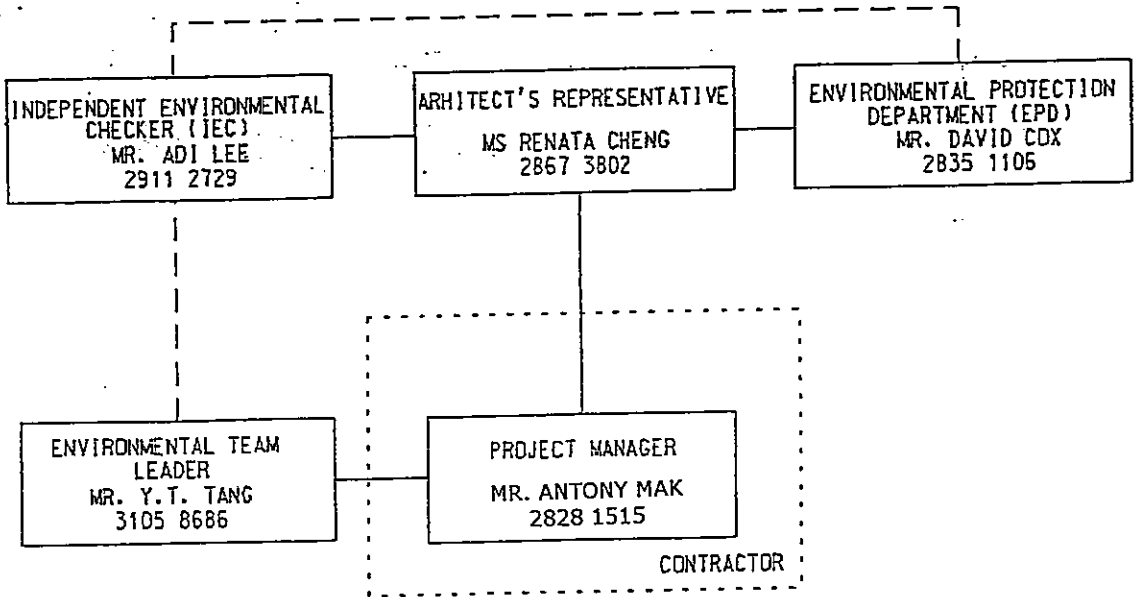 INDEPENDENT ENVIRONMENTAL
CHECKER (IEC)
MR. ADI LEE
2911 2729
ARHITECT'S REPRESENTATIVE
MS RENATA CHENG
2867 3802
ENVIRONMENTAL PROTECTION
DEPARTMENT (EPD)
MR. DAVID COX
2835 1106
ENVIRONMENTAL TEAM
LEADER
MR. Y.T. TANG
3105 8686
PROJECT MANAGER
MR. ANTONY MAK
2828 1515
CONTRACTOR